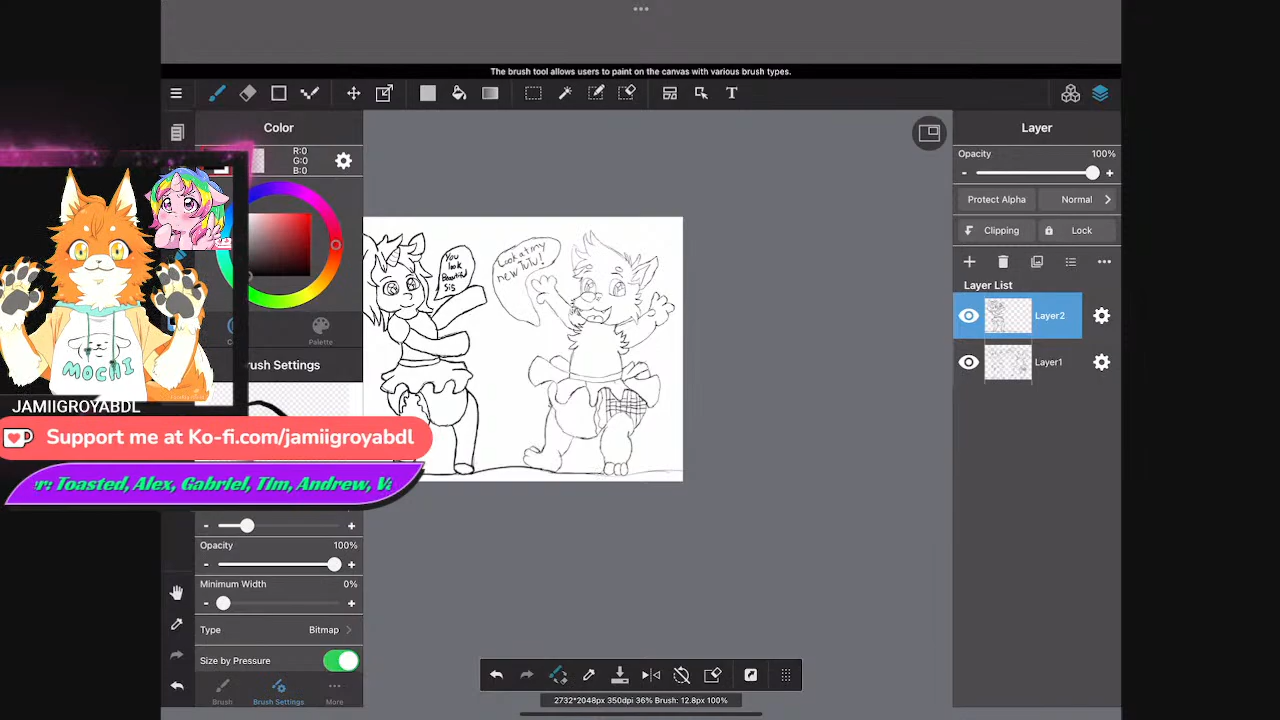 The brush tool allows users to paint on the canvas with various brush types.
Color
R:0
G:0
B:0
Palette
Brush Settings
MOCHI
JAMIIGROYABDL
Support me at Ko-fi.com/jamiigroyabdl
r: Toasted, Alex, Gabriel, Tim, Andrew, V
Opacity 100%
Minimum Width 0%
Type Bitmap
Size by Pressure
Brush Brush Settings More
You
look
Beautiful
Sis
Look at my
new TuTu!
2732*2048px 350dpi 36% Brush: 12.8px 100%
Layer
Opacity 100%
Protect Alpha Normal
Clipping Lock
Layer List
Layer2
Layer1